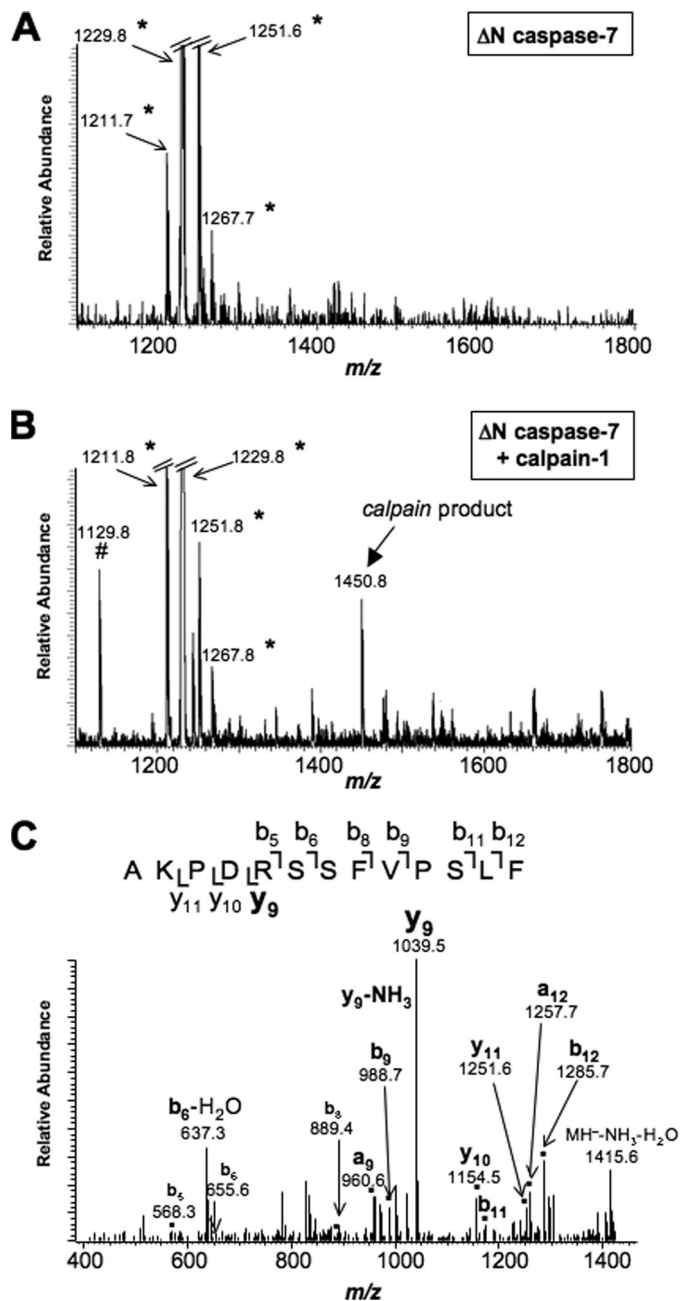 A
ΔN caspase-7
1229.8 *
1251.6 *
1211.7 *
1267.7 *
Relative Abundance
1200 1400 1600 1800
m/z
B
ΔN caspase-7
+ calpain-1
1211.8 *
1229.8 *
1129.8
#
1251.8 *
1267.8 *
calpain product
1450.8
Relative Abundance
1200 1400 1600 1800
m/z
C
b5 b6 b8 b9 b11 b12
A K P D R S S F V P S L F
y11 y10 y9
y9
1039.5
y9-NH3
a12
1257.7
y11
1251.6
b12
1285.7
b9
988.7
b6-H2O
637.3
b8
889.4
MH–-NH3-H2O
1415.6
b6
655.6
a9
960.6
y10
1154.5
b5
568.3
b11
Relative Abundance
400 600 800 1000 1200 1400
m/z